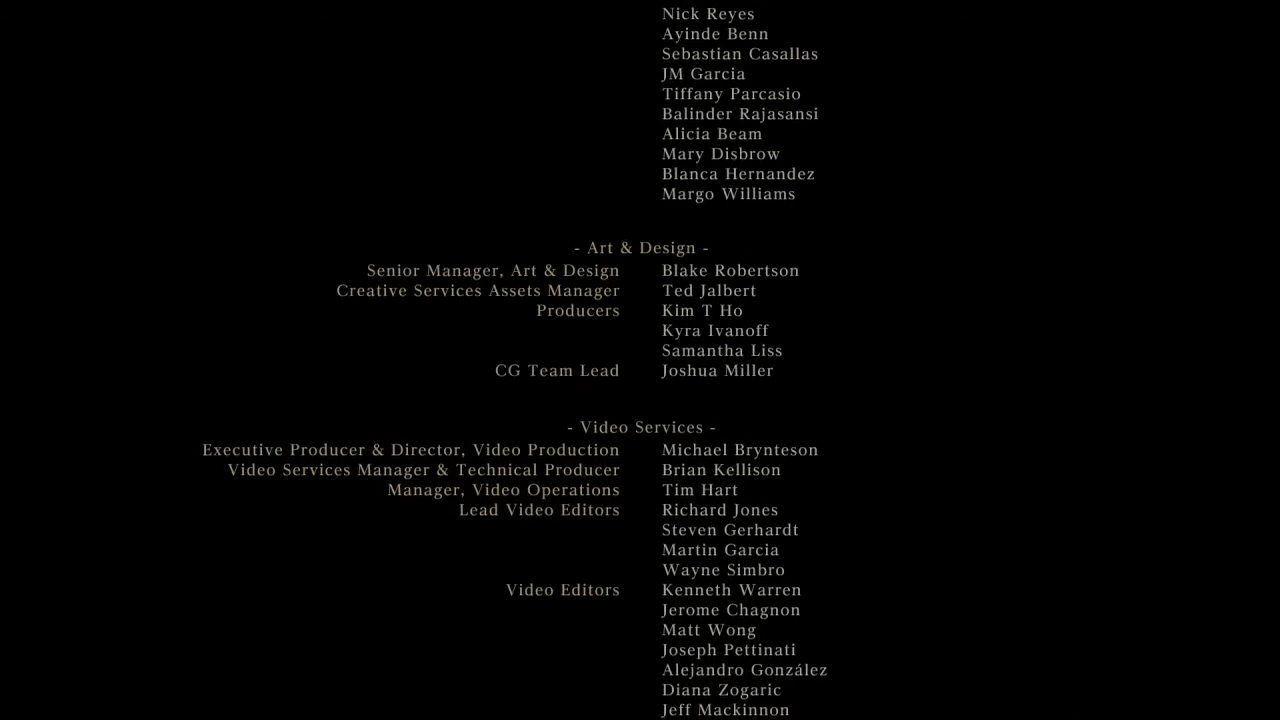 Nick Reyes
Ayinde Benn
Sebastian Casallas
JM Garcia
Tiffany Parcasio
Balinder Rajasansi
Alicia Beam
Mary Disbrow
Blanca Hernandez
Margo Williams
- Art & Design -
Senior Manager, Art & Design Blake Robertson
Creative Services Assets Manager Ted Jalbert
Producers Kim T Ho
Kyra Ivanoff
Samantha Liss
CG Team Lead Joshua Miller
- Video Services -
Executive Producer & Director, Video Production Michael Brynteson
Video Services Manager & Technical Producer Brian Kellison
Manager, Video Operations Tim Hart
Lead Video Editors Richard Jones
Steven Gerhardt
Martin Garcia
Wayne Simbro
Video Editors Kenneth Warren
Jerome Chagnon
Matt Wong
Joseph Pettinati
Alejandro González
Diana Zogaric
Jeff Mackinnon